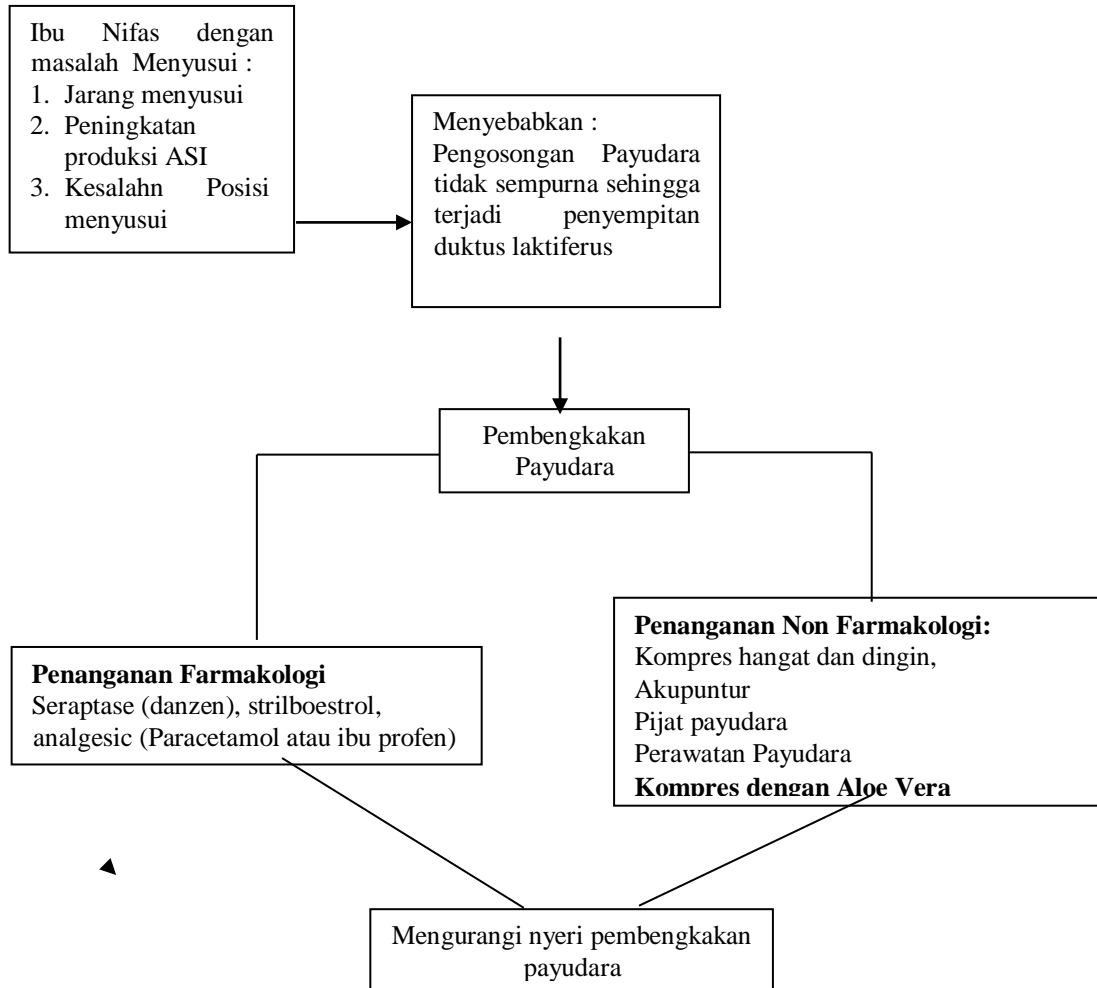 Ibu Nifas dengan
masalah Menyusui :
1. Jarang menyusui
2. Peningkatan
produksi ASI
3. Kesalahn Posisi
menyusui
Menyebabkan :
Pengosongan Payudara
tidak sempurna sehingga
terjadi penyempitan
duktus laktiferus
Pembengkakan
Payudara
Penanganan Farmakologi
Seraptase (danzen), strilboestrol,
analgesic (Paracetamol atau ibu profen)
Penanganan Non Farmakologi:
Kompres hangat dan dingin,
Akupuntur
Pijat payudara
Perawatan Payudara
Kompres dengan Aloe Vera
Mengurangi nyeri pembengkakan
payudara